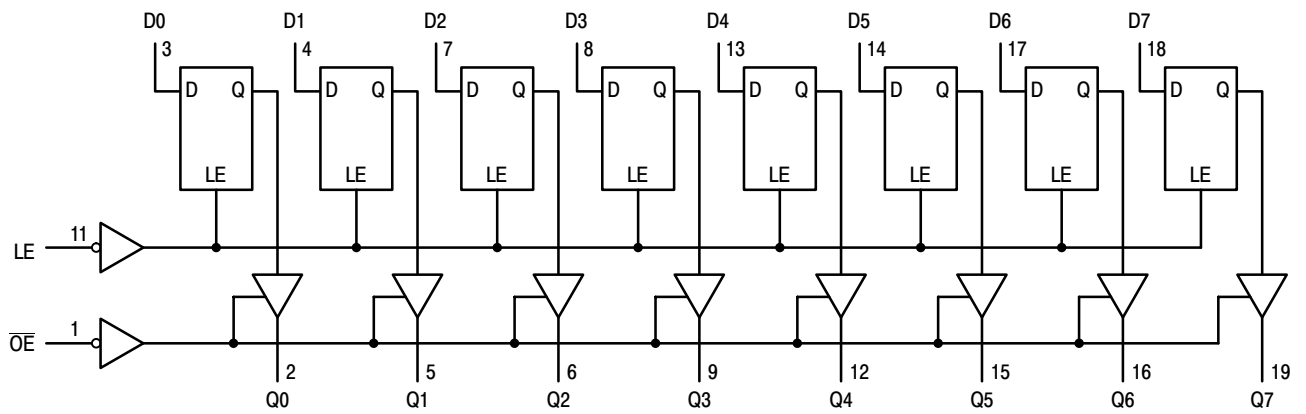 D0 D1 D2 D3 D4 D5 D6 D7
3 4 7 8 13 14 17 18
D Q D Q D Q D Q D Q D Q D Q D Q
LE LE LE LE LE LE LE LE
LE 11
OE 1
2 5 6 9 12 15 16 19
Q0 Q1 Q2 Q3 Q4 Q5 Q6 Q7